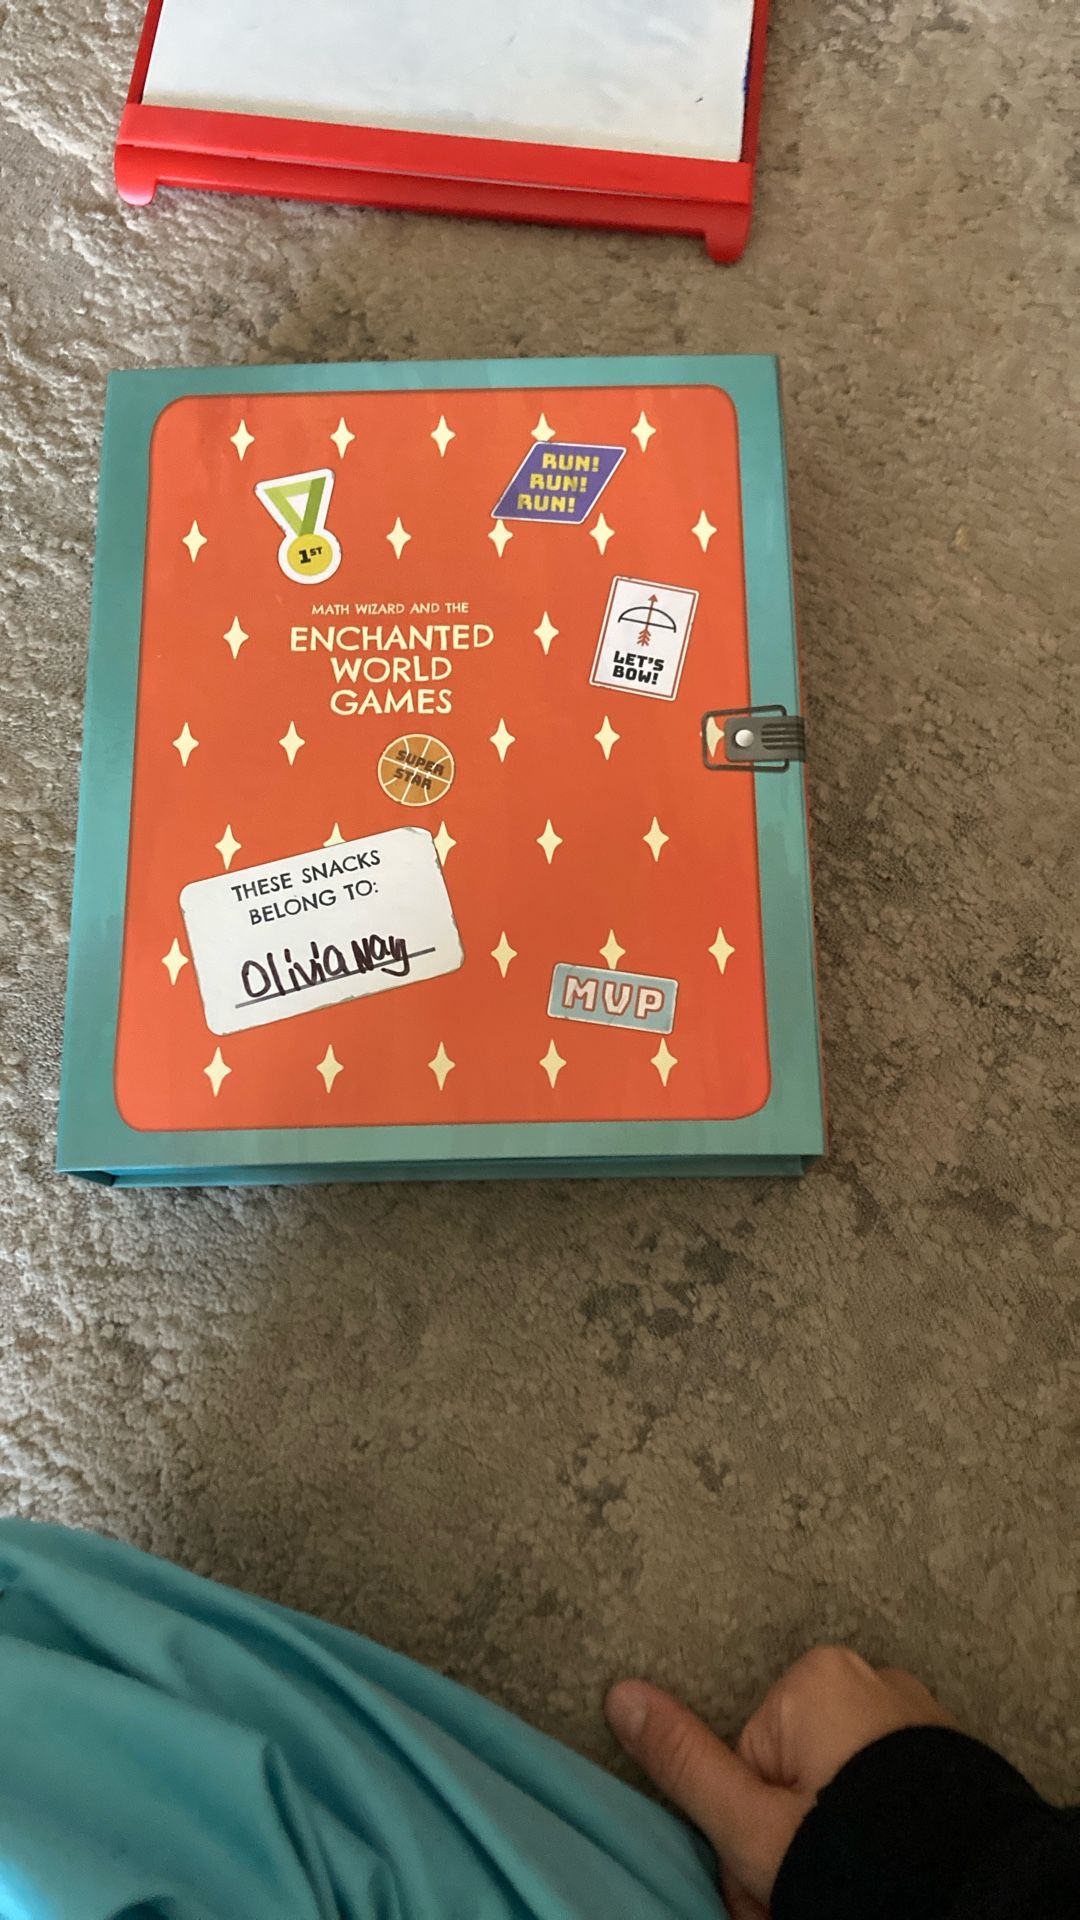 RUN!
RUN!
RUN!
1ST
MATH WIZARD AND THE
ENCHANTED
WORLD
GAMES
LET'S
BOW!
SUPER
STAR
THESE SNACKS
BELONG TO:
Olivia Nay
MVP